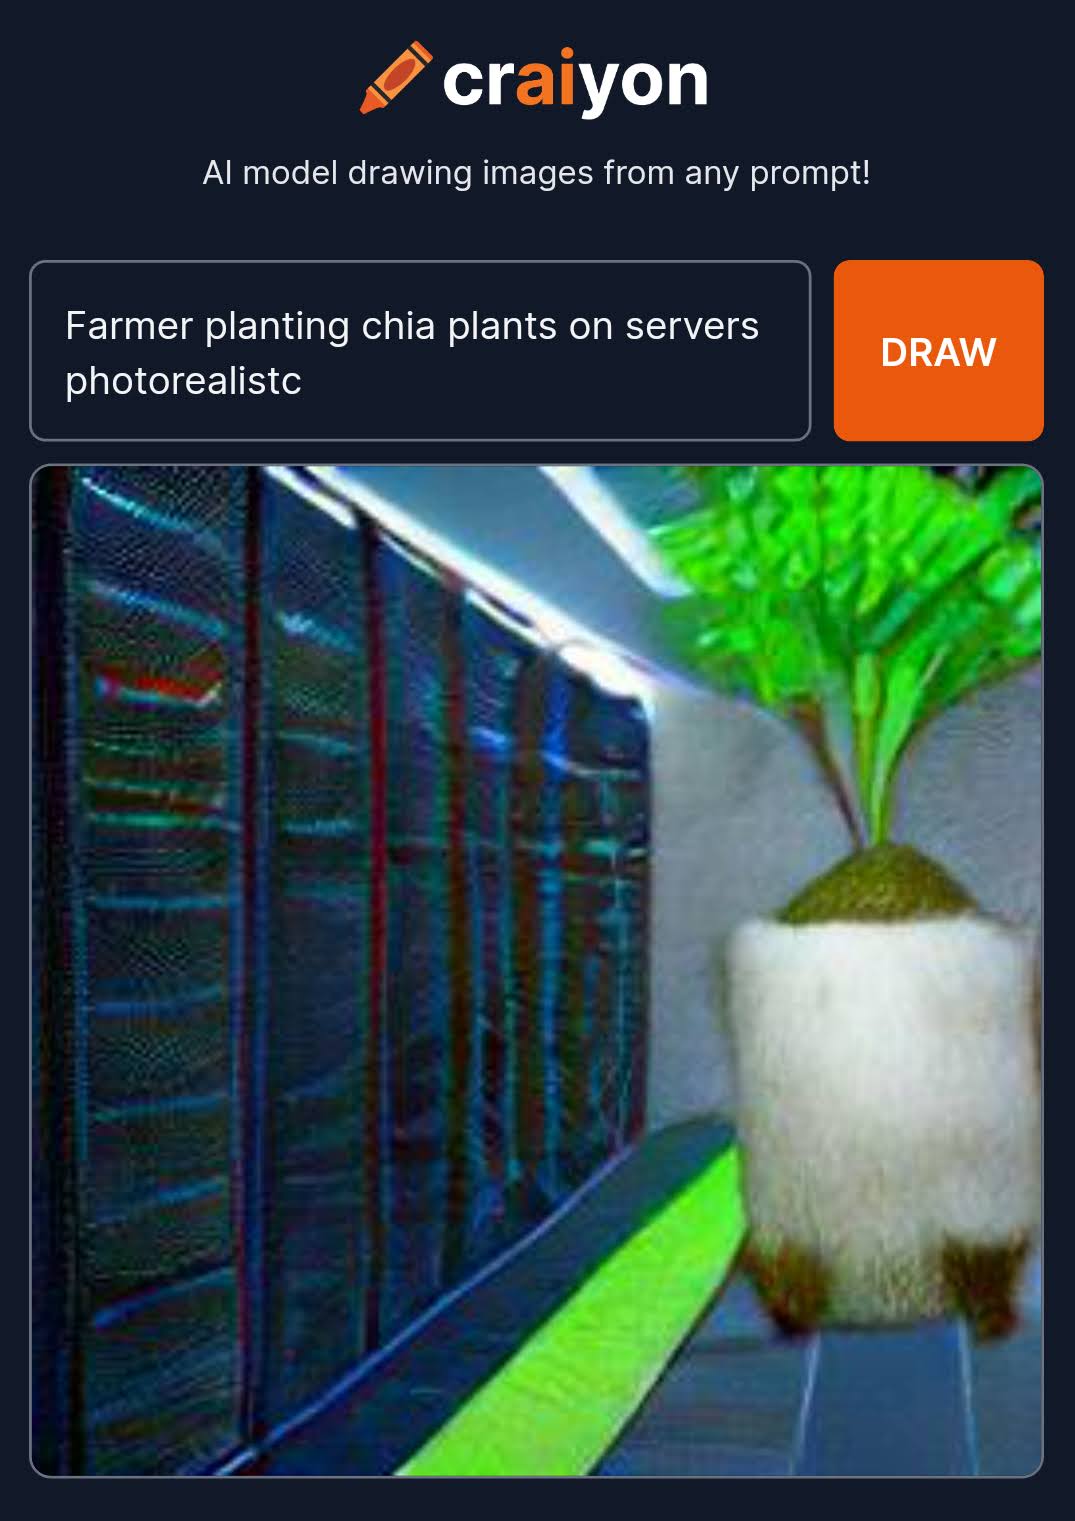 craiyon
AI model drawing images from any prompt!
Farmer planting chia plants on servers
photorealistc
DRAW